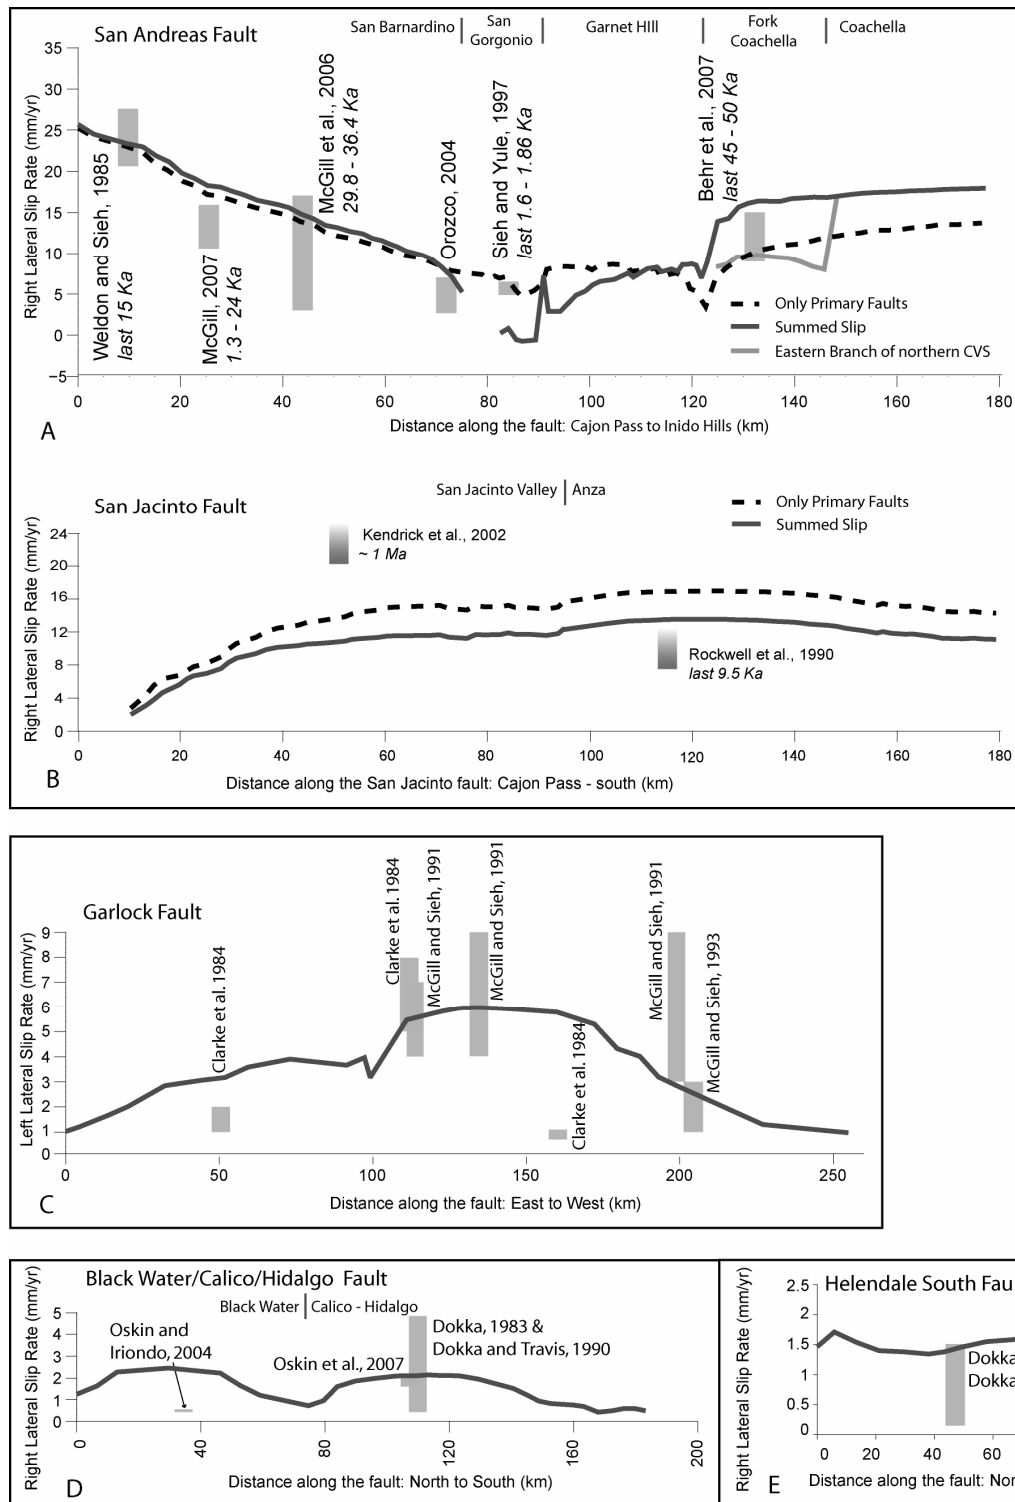 San Andreas Fault
San Barnardino
San
Gorgonio
Garnet HIll
Fork
Coachella
Coachella
Right Lateral Slip Rate (mm/yr)
35
30
25
20
15
10
5
0
−5
Weldon and Sieh, 1985
last 15 Ka
McGill, 2007
1.3 - 24 Ka
McGill et al., 2006
29.8 - 36.4 Ka
Orozco, 2004
Sieh and Yule, 1997
last 1.6 - 1.86 Ka
Behr et al., 2007
last 45 - 50 Ka
Only Primary Faults
Summed Slip
Eastern Branch of northern CVS
0 20 40 60 80 100 120 140 160 180
Distance along the fault: Cajon Pass to Inido Hills (km)
A
San Jacinto Fault
San Jacinto Valley
Anza
Only Primary Faults
Summed Slip
Right Lateral Slip Rate (mm/yr)
24
20
16
12
8
4
0
Kendrick et al., 2002
~ 1 Ma
Rockwell et al., 1990
last 9.5 Ka
0 20 40 60 80 100 120 140 160 180
Distance along the San Jacinto fault: Cajon Pass - south (km)
B
Garlock Fault
Left Lateral Slip Rate (mm/yr)
9
8
7
6
5
4
3
2
1
0
Clarke et al. 1984
Clarke et al. 1984
McGill and Sieh, 1991
McGill and Sieh, 1991
Clarke et al. 1984
McGill and Sieh, 1991
McGill and Sieh, 1993
0 50 100 150 200 250
Distance along the fault: East to West (km)
C
Black Water/Calico/Hidalgo Fault
Black Water
Calico - Hidalgo
Right Lateral Slip Rate (mm/yr)
5
4
3
2
1
0
Oskin and
Iriondo, 2004
Oskin et al., 2007
Dokka, 1983 &
Dokka and Travis, 1990
0 40 80 120 160 200
Distance along the fault: North to South (km)
D
Helendale South Fau
Right Lateral Slip Rate (mm/yr)
2.5
2
1.5
1
0.5
0
Dokka
Dokka
0 20 40 60
Distance along the fault: Nor
E